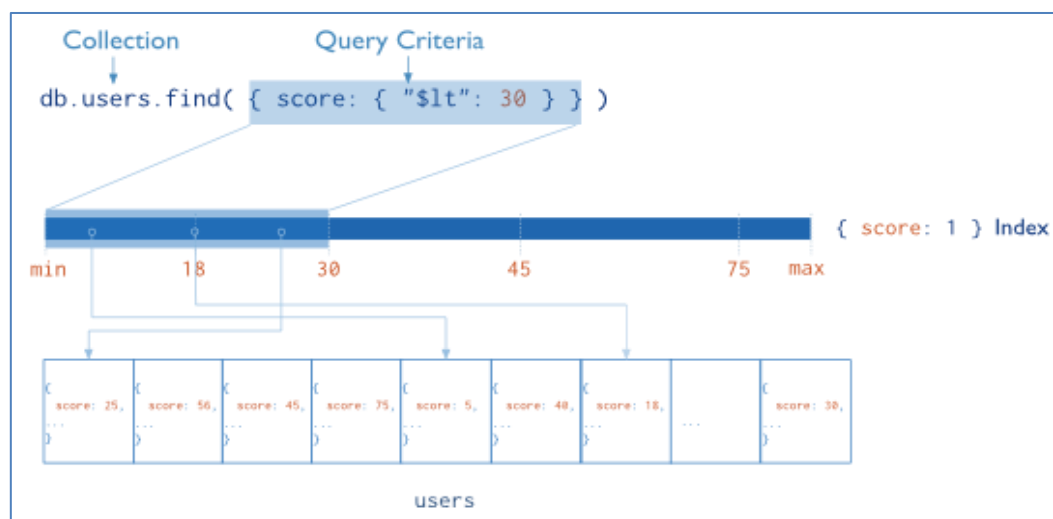 Collection Query Criteria
db.users.find( { score: { "$lt": 30 } } )
{ score: 1 } Index
min 18 30 45 75 max
{ { { { { { { {
score: 25, score: 56, score: 45, score: 75, score: 5, score: 40, score: 18, score: 30,
... ... ... ... ... ... ... ... ...
} } } } } } } }
users